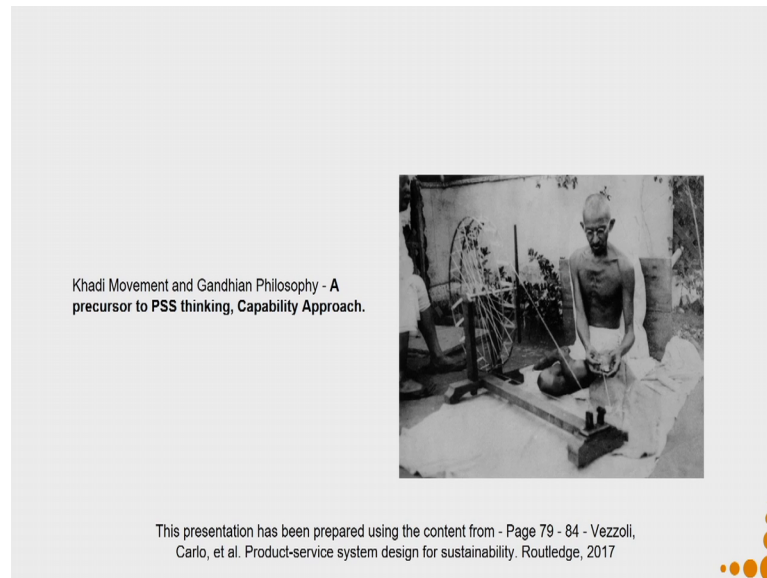 Khadi Movement and Gandhian Philosophy - A
precursor to PSS thinking, Capability Approach.
This presentation has been prepared using the content from - Page 79 - 84 - Vezzoli,
Carlo, et al. Product-service system design for sustainability. Routledge, 2017